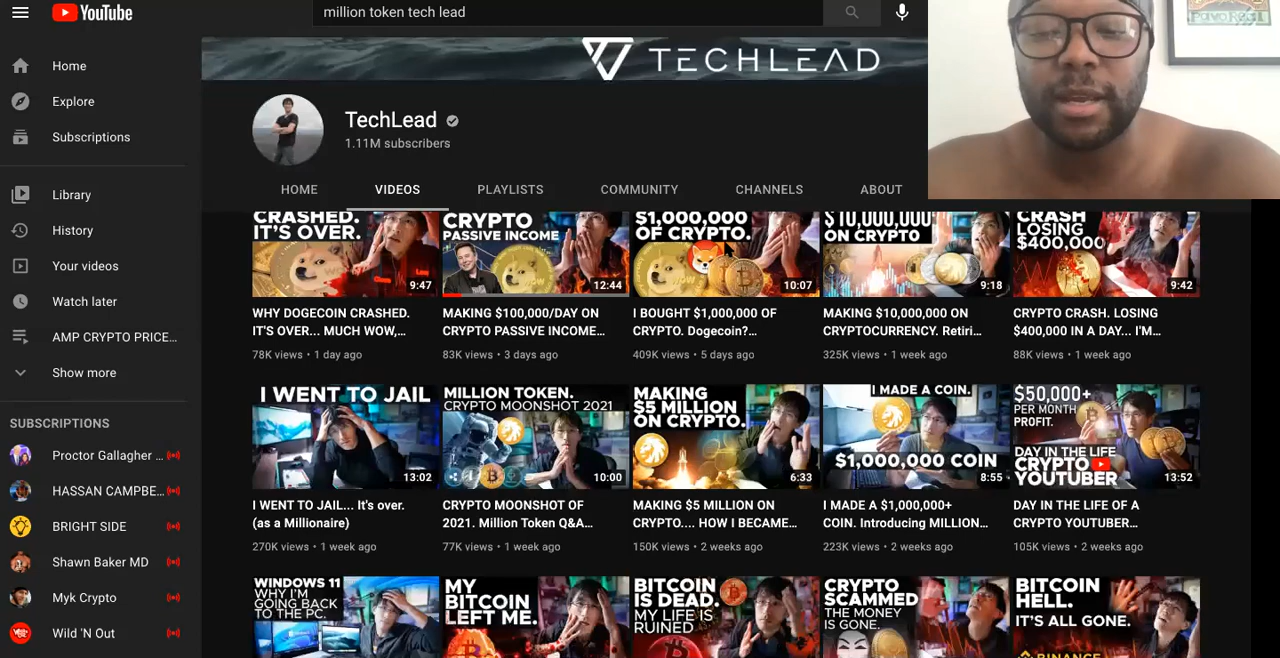 YouTube
million token tech lead
Home
Explore
Subscriptions
Library
History
Your videos
Watch later
AMP CRYPTO PRICE…
Show more
SUBSCRIPTIONS
Proctor Gallagher …
HASSAN CAMPBE…
BRIGHT SIDE
Shawn Baker MD
Myk Crypto
Wild 'N Out
TECHLEAD
TechLead
1.11M subscribers
HOME
VIDEOS
PLAYLISTS
COMMUNITY
CHANNELS
ABOUT
CRASHED.
IT'S OVER.
9:47
WHY DOGECOIN CRASHED.
IT'S OVER... MUCH WOW,…
78K views • 1 day ago
CRYPTO
PASSIVE INCOME
12:44
MAKING $100,000/DAY ON
CRYPTO PASSIVE INCOME…
83K views • 3 days ago
$1,000,000
OF CRYPTO.
10:07
I BOUGHT $1,000,000 OF
CRYPTO. Dogecoin?…
409K views • 5 days ago
$10,000,000
ON CRYPTO
9:18
MAKING $10,000,000 ON
CRYPTOCURRENCY. Retiri…
325K views • 1 week ago
CRASH
LOSING
$400,000
9:42
CRYPTO CRASH. LOSING
$400,000 IN A DAY... I'M…
88K views • 1 week ago
I WENT TO JAIL
13:02
I WENT TO JAIL... It's over.
(as a Millionaire)
270K views • 1 week ago
MILLION TOKEN.
CRYPTO MOONSHOT 2021
10:00
CRYPTO MOONSHOT OF
2021. Million Token Q&A…
77K views • 1 week ago
MAKING
$5 MILLION
ON CRYPTO.
6:33
MAKING $5 MILLION ON
CRYPTO.... HOW I BECAME…
150K views • 2 weeks ago
I MADE A COIN.
$1,000,000 COIN
8:55
I MADE A $1,000,000+
COIN. Introducing MILLION…
223K views • 2 weeks ago
$50,000+
PER MONTH
PROFIT.
DAY IN THE LIFE
CRYPTO
YOUTUBER
13:52
DAY IN THE LIFE OF A
CRYPTO YOUTUBER…
105K views • 2 weeks ago
WINDOWS 11
WHY I'M
GOING BACK
TO THE PC
MY
BITCOIN
LEFT ME.
BITCOIN
IS DEAD.
MY LIFE IS
RUINED
CRYPTO
SCAMMED
THE MONEY
IS GONE.
BITCOIN
HELL.
IT'S ALL GONE.
BINANCE